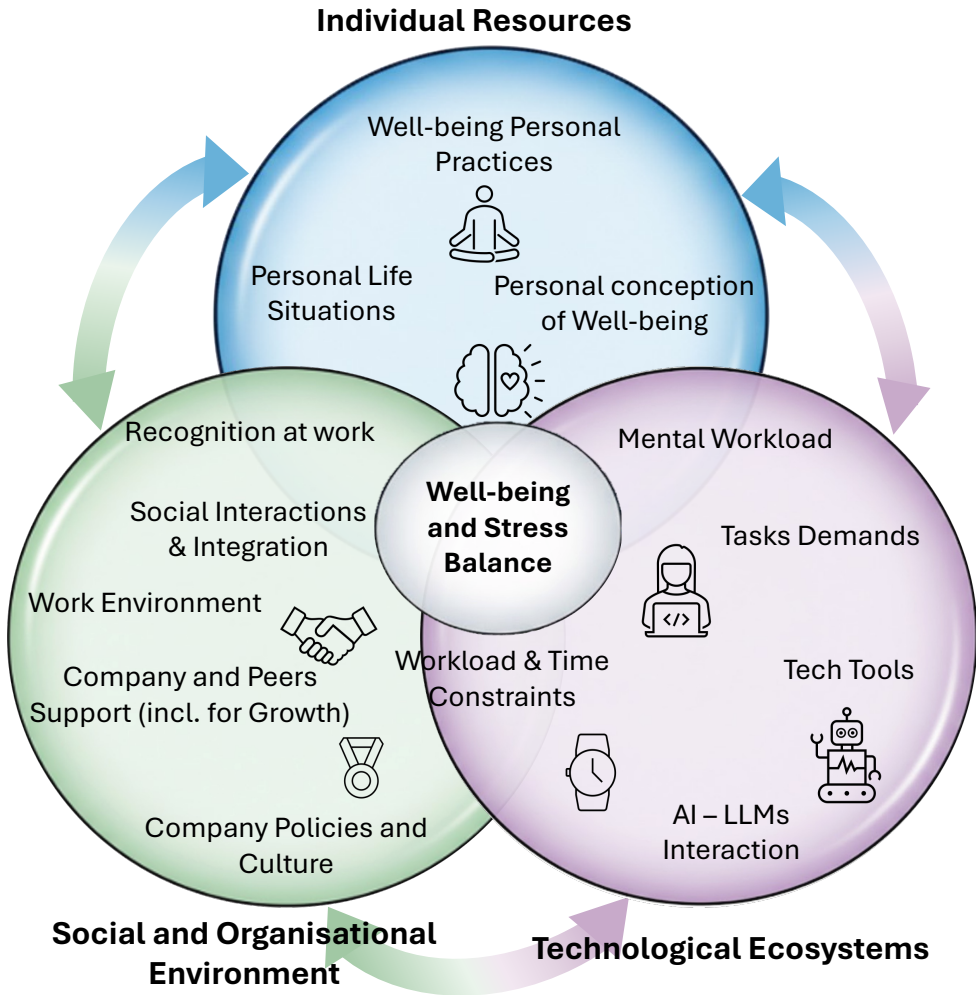 Individual Resources
Well-being Personal
Practices
Personal Life
Situations
Personal conception
of Well-being
Recognition at work
Social Interactions
& Integration
Work Environment
Company and Peers
Support (incl. for Growth)
Company Policies and
Culture
Well-being
and Stress
Balance
Mental Workload
Tasks Demands
</>
Workload & Time
Constraints
Tech Tools
AI – LLMs
Interaction
Social and Organisational
Environment
Technological Ecosystems